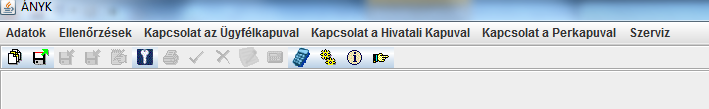 ÁNYK
Adatok Ellenőrzések Kapcsolat az Ügyfélkapuval Kapcsolat a Hivatali Kapuval Kapcsolat a Perkapuval Szerviz